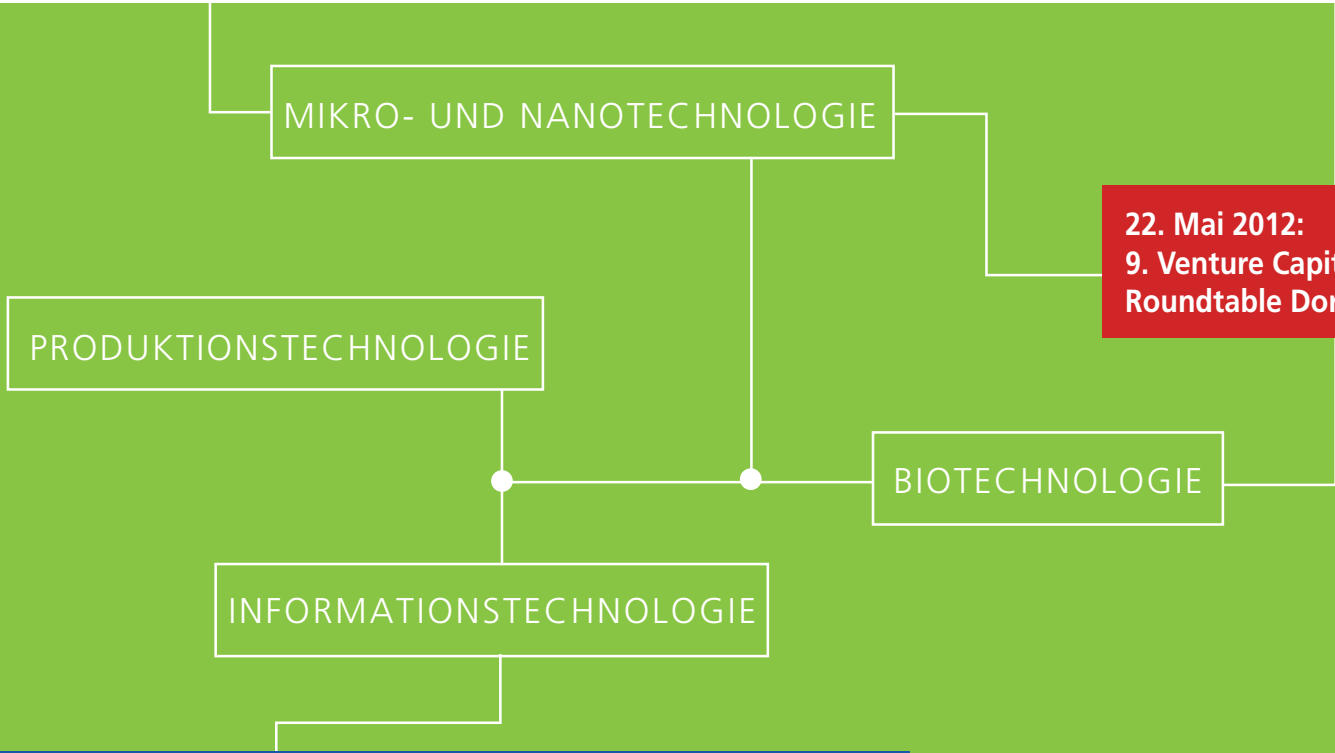 MIKRO- UND NANOTECHNOLOGIE
22. Mai 2012:
9. Venture
Roundtable
PRODUKTIONSTECHNOLOGIE
BIOTECHNOLOGIE
INFORMATIONSTECHNOLOGIE